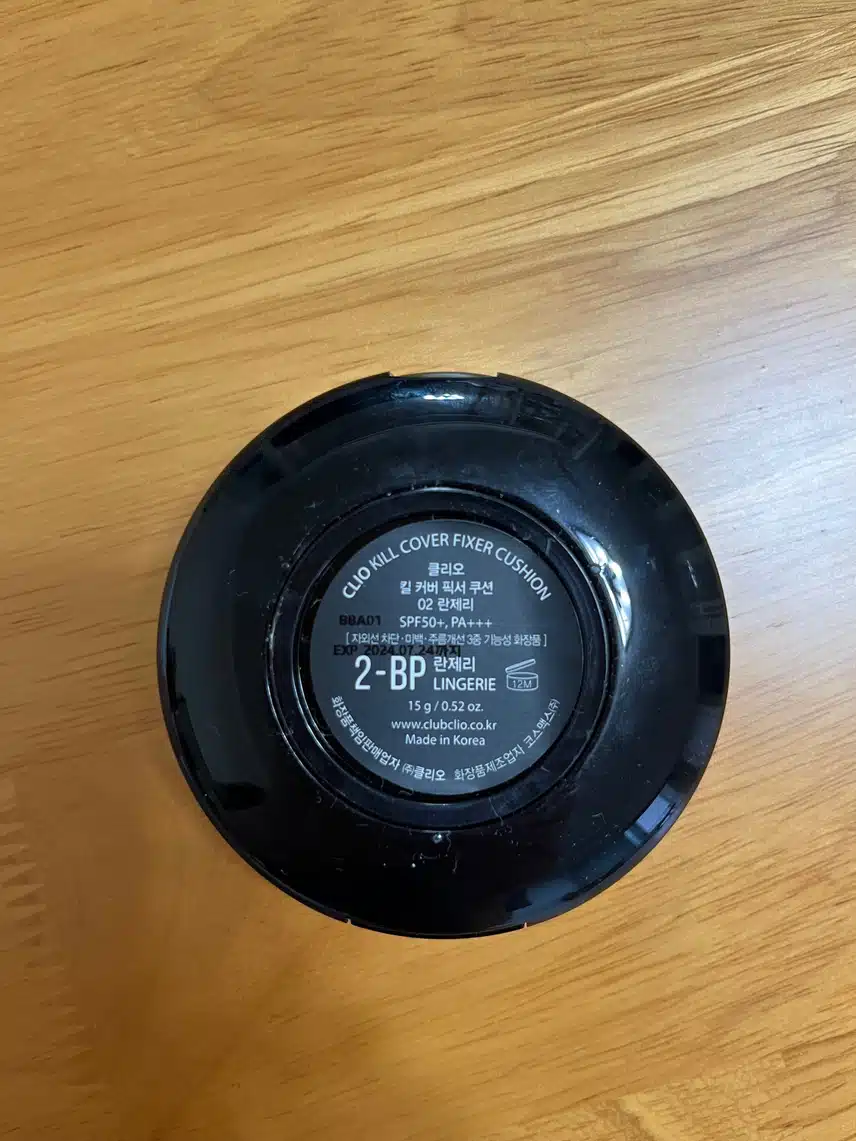 CLIO KILL COVER FIXER CUSHION
클리오
킬 커버 픽서 쿠션
02 란제리
BBA01
SPF50+, PA+++
[ 자외선 차단·미백·주름개선 3중 기능성 화장품 ]
EXP 2024.07.24까지
2-BP 란제리
LINGERIE
12M
15 g / 0.52 oz.
www.clubclio.co.kr
Made in Korea
화장품책임판매업자 ㈜클리오 화장품제조업자 코스맥스㈜